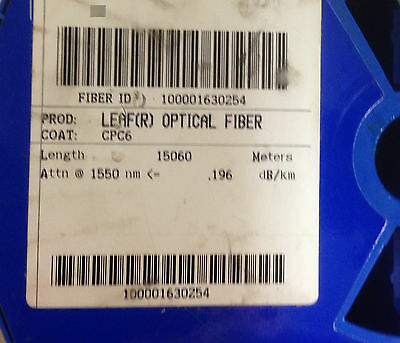 FIBER ID 100001630254
PROD: LEAF(R) OPTICAL FIBER
COAT: CPC6
Length 15060 Meters
Attn @ 1550 nm <= .196 dB/km
100001630254